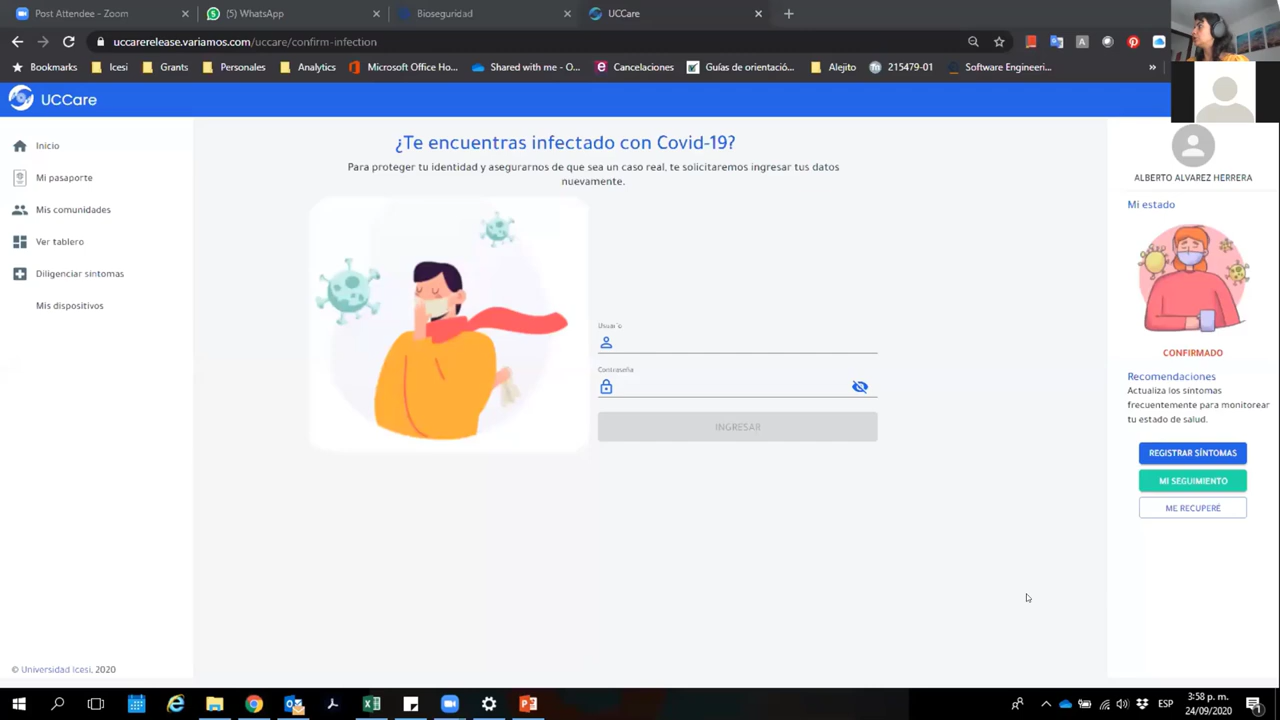 Post Attendee - Zoom
(5) WhatsApp
Bioseguridad
UCCare
uccarerelease.variamos.com/uccare/confirm-infection
Bookmarks
Icesi
Grants
Personales
Analytics
Microsoft Office Ho...
Shared with me - O...
Cancelaciones
Guías de orientació...
Alejito
215479-01
Software Engineeri...
»
UCCare
Inicio
Mi pasaporte
Mis comunidades
Ver tablero
Diligenciar síntomas
Mis dispositivos
© Universidad Icesi, 2020
¿Te encuentras infectado con Covid-19?
Para proteger tu identidad y asegurarnos de que sea un caso real, te solicitaremos ingresar tus datos
nuevamente.
Usuario
Contraseña
INGRESAR
ALBERTO ALVAREZ HERRERA
Mi estado
CONFIRMADO
Recomendaciones
Actualiza los síntomas
frecuentemente para monitorear
tu estado de salud.
REGISTRAR SÍNTOMAS
MI SEGUIMIENTO
ME RECUPERÉ
ESP
3:58 p. m.
24/09/2020